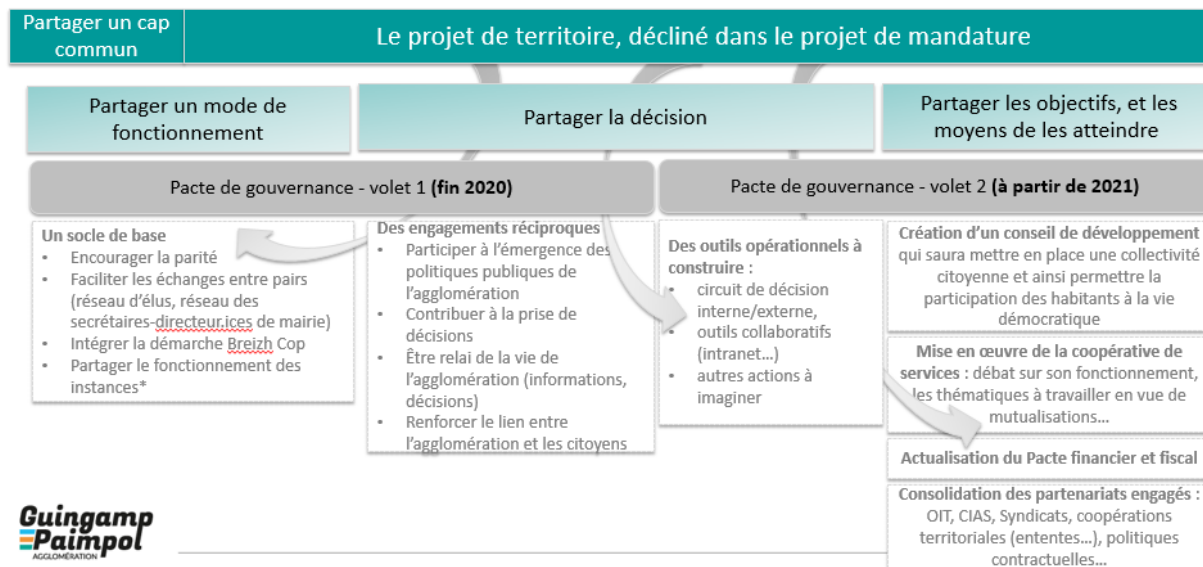 Partager un cap
commun
Le projet de territoire, décliné dans le projet de mandature
Partager un mode de
fonctionnement
Partager la décision
Partager les objectifs, et les
moyens de les atteindre
Pacte de gouvernance - volet 1 (fin 2020)
Pacte de gouvernance - volet 2 (à partir de 2021)
Un socle de base
• Encourager la parité
• Faciliter les échanges entre pairs
(réseau d'élus, réseau des
secrétaires-directeur.ices de mairie)
• Intégrer la démarche Breizh Cop
• Partager le fonctionnement des
instances*
Des engagements réciproques
• Participer à l'émergence des
politiques publiques de
l'agglomération
• Contribuer à la prise de
décisions
• Être relai de la vie de
l'agglomération (informations,
décisions)
• Renforcer le lien entre
l'agglomération et les citoyens
Des outils opérationnels à
construire :
• circuit de décision
interne/externe,
• outils collaboratifs
(intranet…)
• autres actions à
imaginer
Création d'un conseil de développement
qui saura mettre en place une collectivité
citoyenne et ainsi permettre la
participation des habitants à la vie
démocratique
Mise en œuvre de la coopérative de
services : débat sur son fonctionnement,
les thématiques à travailler en vue de
mutualisations…
Actualisation du Pacte financier et fiscal
Consolidation des partenariats engagés :
OIT, CIAS, Syndicats, coopérations
territoriales (ententes…), politiques
contractuelles…
Guingamp
Paimpol
AGGLOMÉRATION